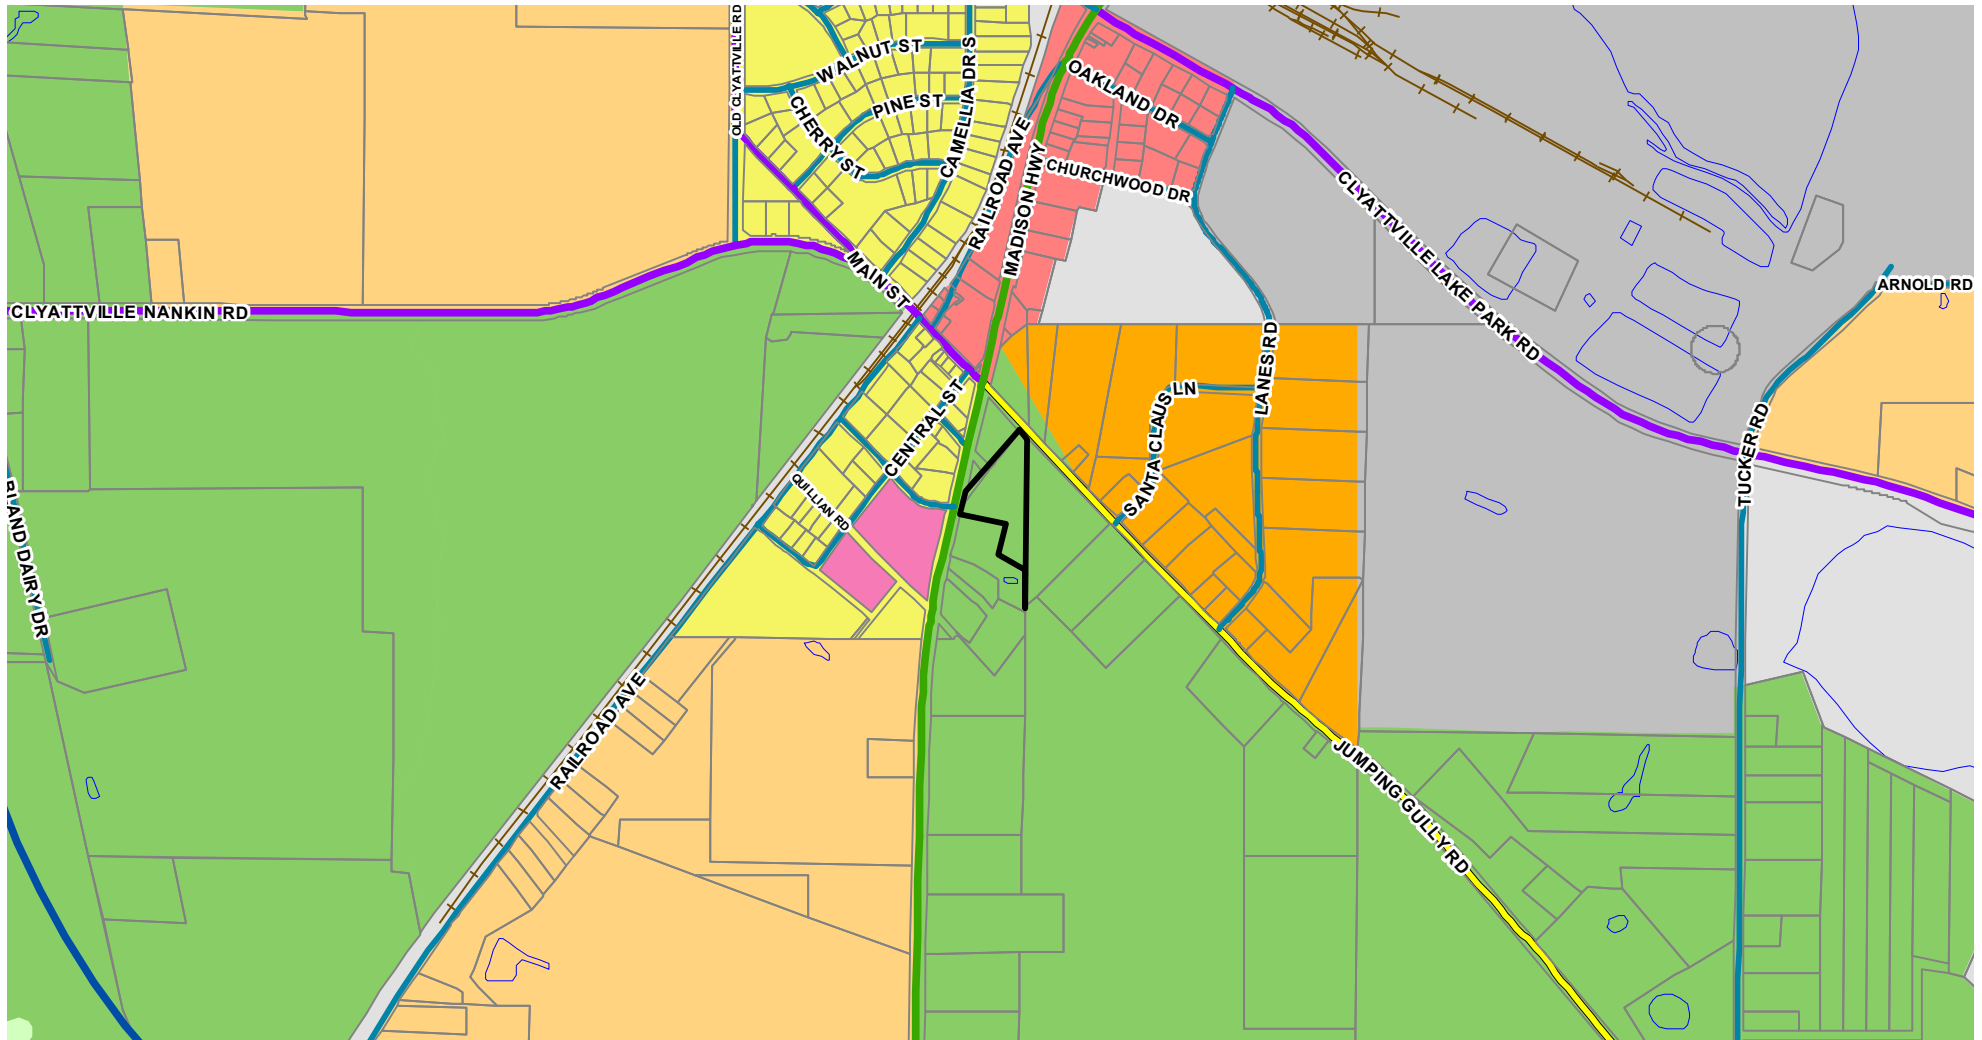 OLD CLYATTVILLE RD
WALNUT ST
CAMELLIA DR S
PINE ST
CHERRY ST
OAKLAND DR
RAILROAD AVE
MADISON HWY
CHURCHWOOD DR
CLYATTVILLE LAKE PARK RD
MAIN ST
ARNOLD RD
CLYATTVILLE NANKIN RD
LANES RD
SANTA CLAUS LN
CENTRAL ST
QUILLIAN RD
TUCKER RD
LAND DAIRY DR
RAILROAD AVE
JUMPING GULLY RD